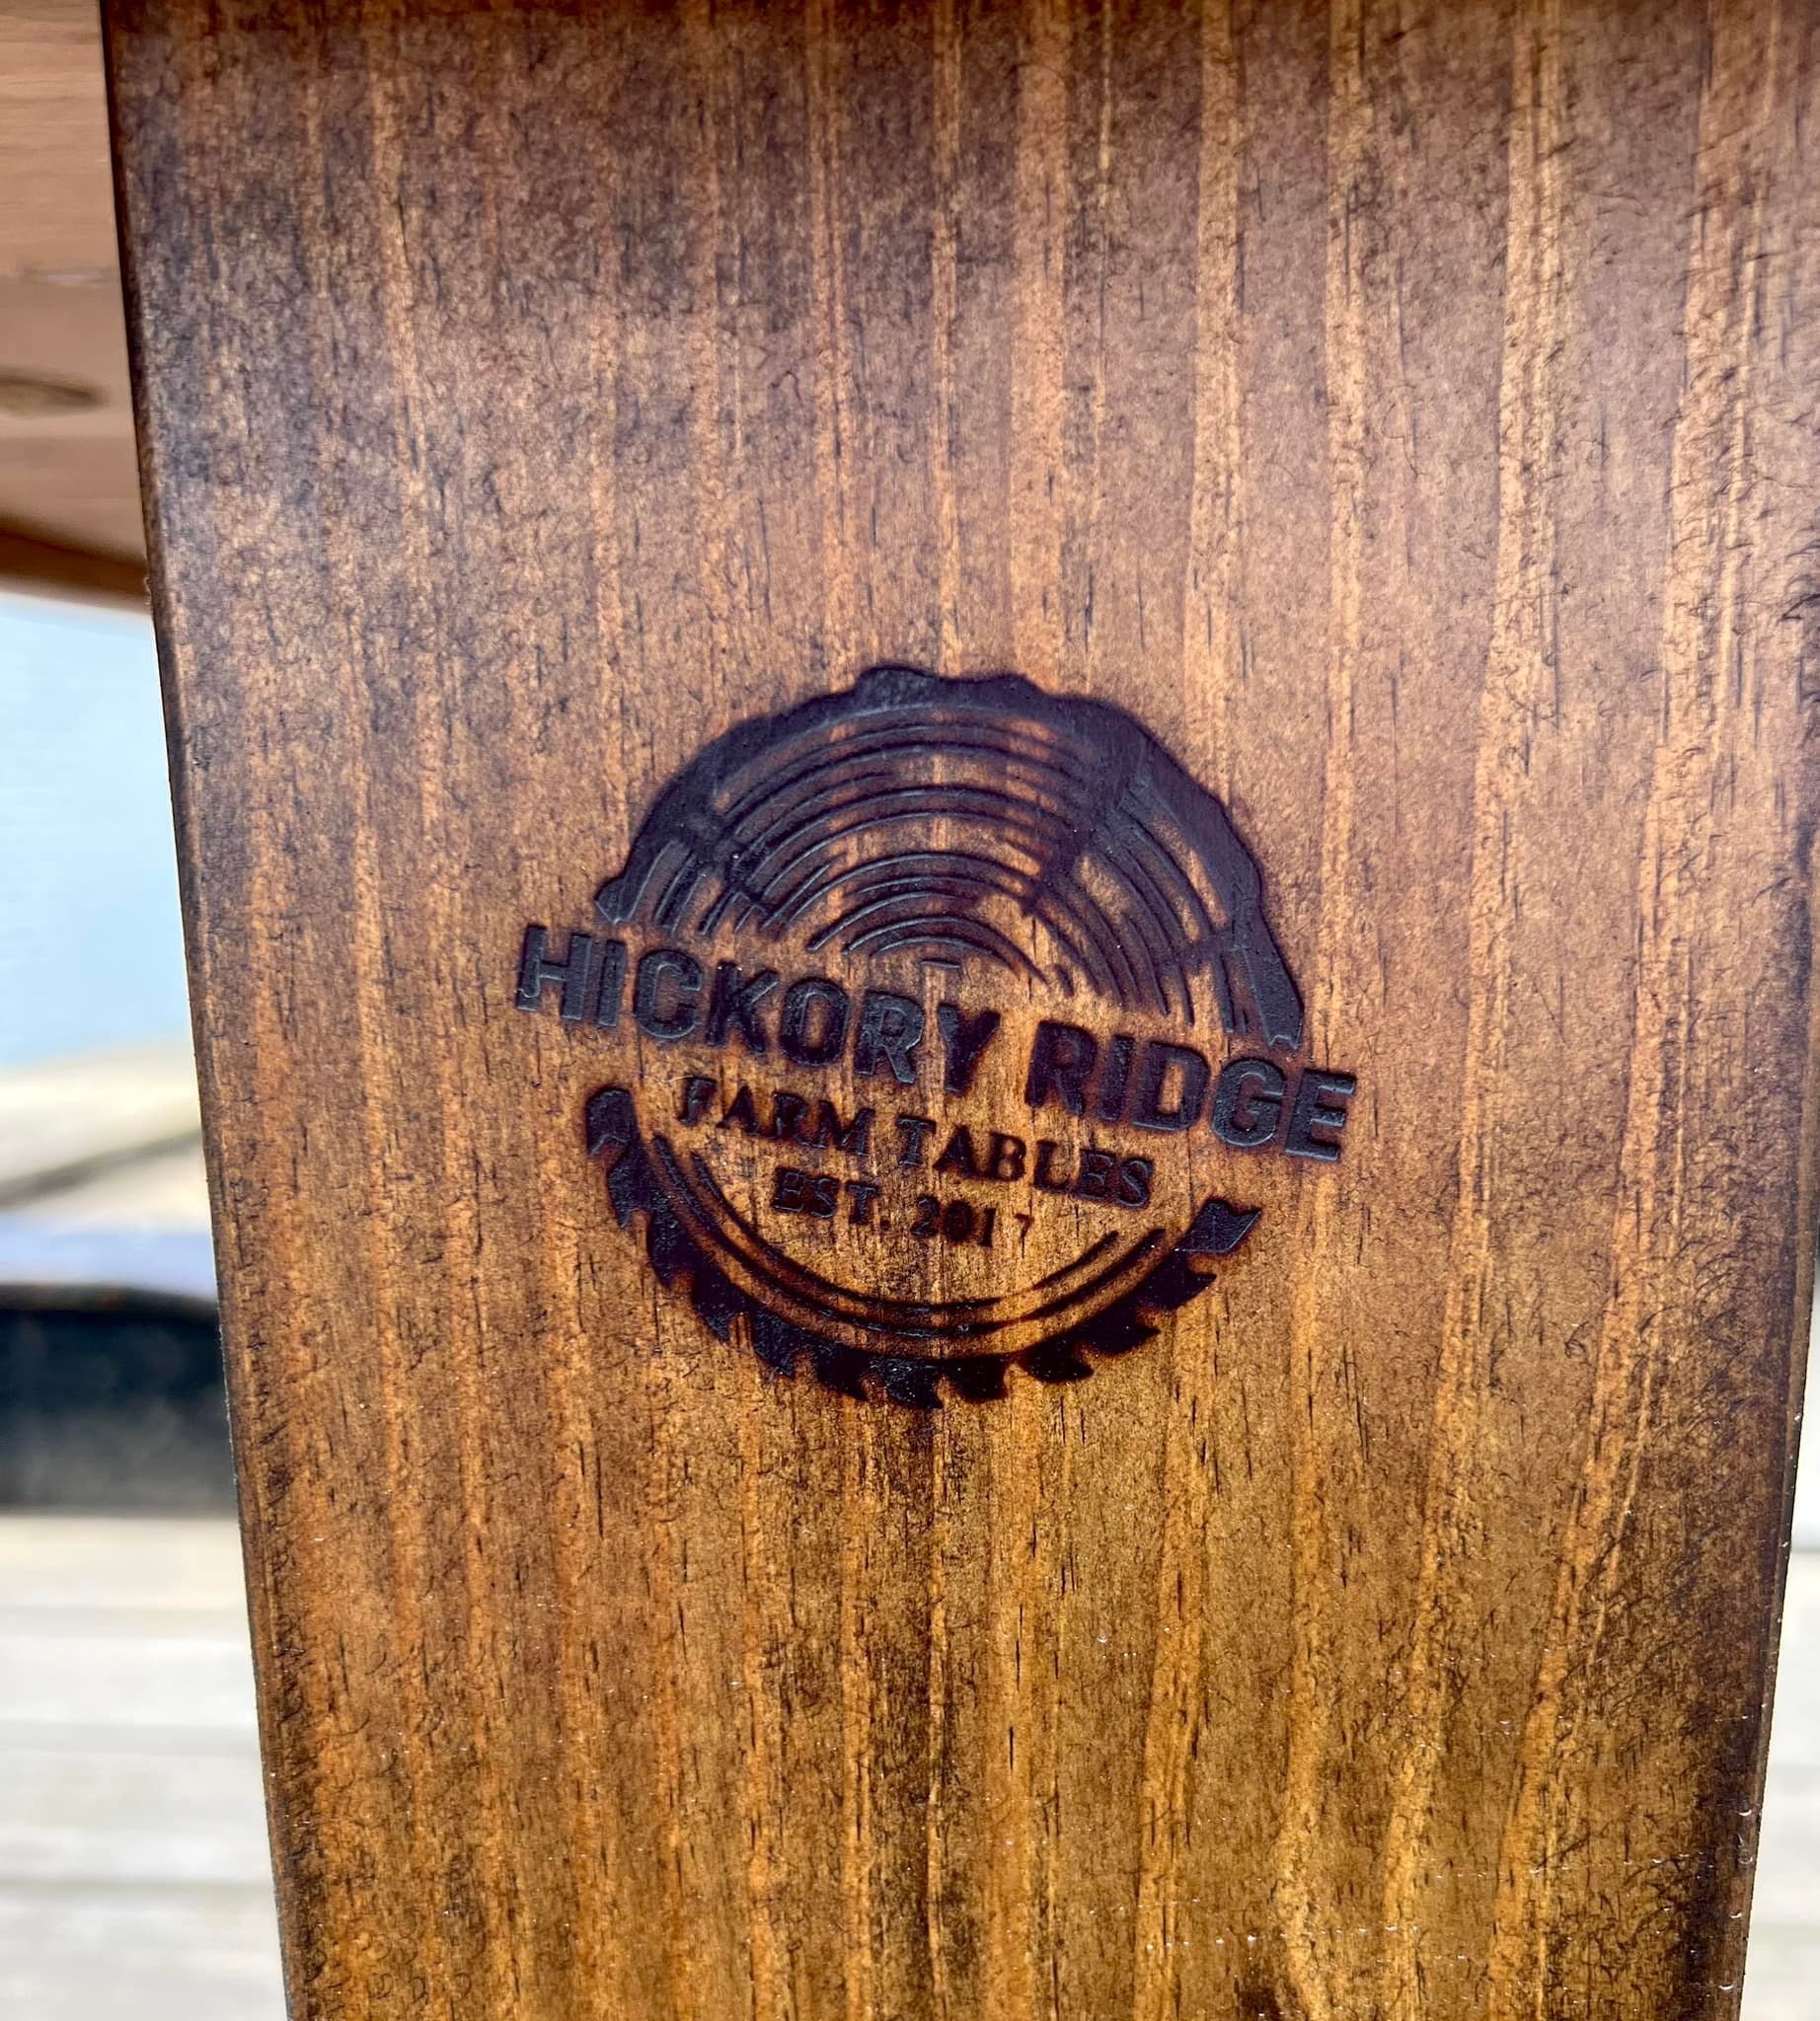 HICKORY RIDGE
FARM TABLES
EST. 2017